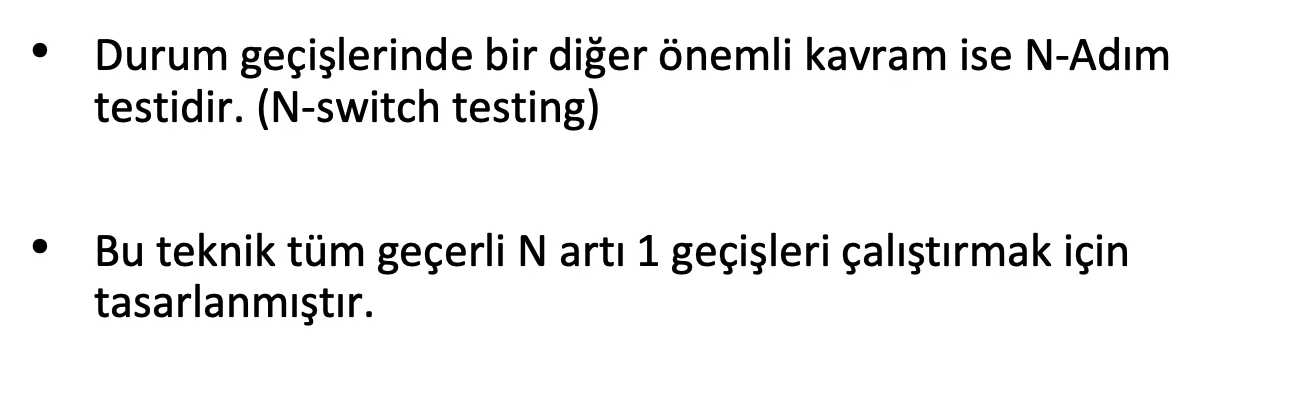 • Durum geçişlerinde bir diğer önemli kavram ise N-Adım
testidir. (N-switch testing)
• Bu teknik tüm geçerli N artı 1 geçişleri çalıştırmak için
tasarlanmıştır.